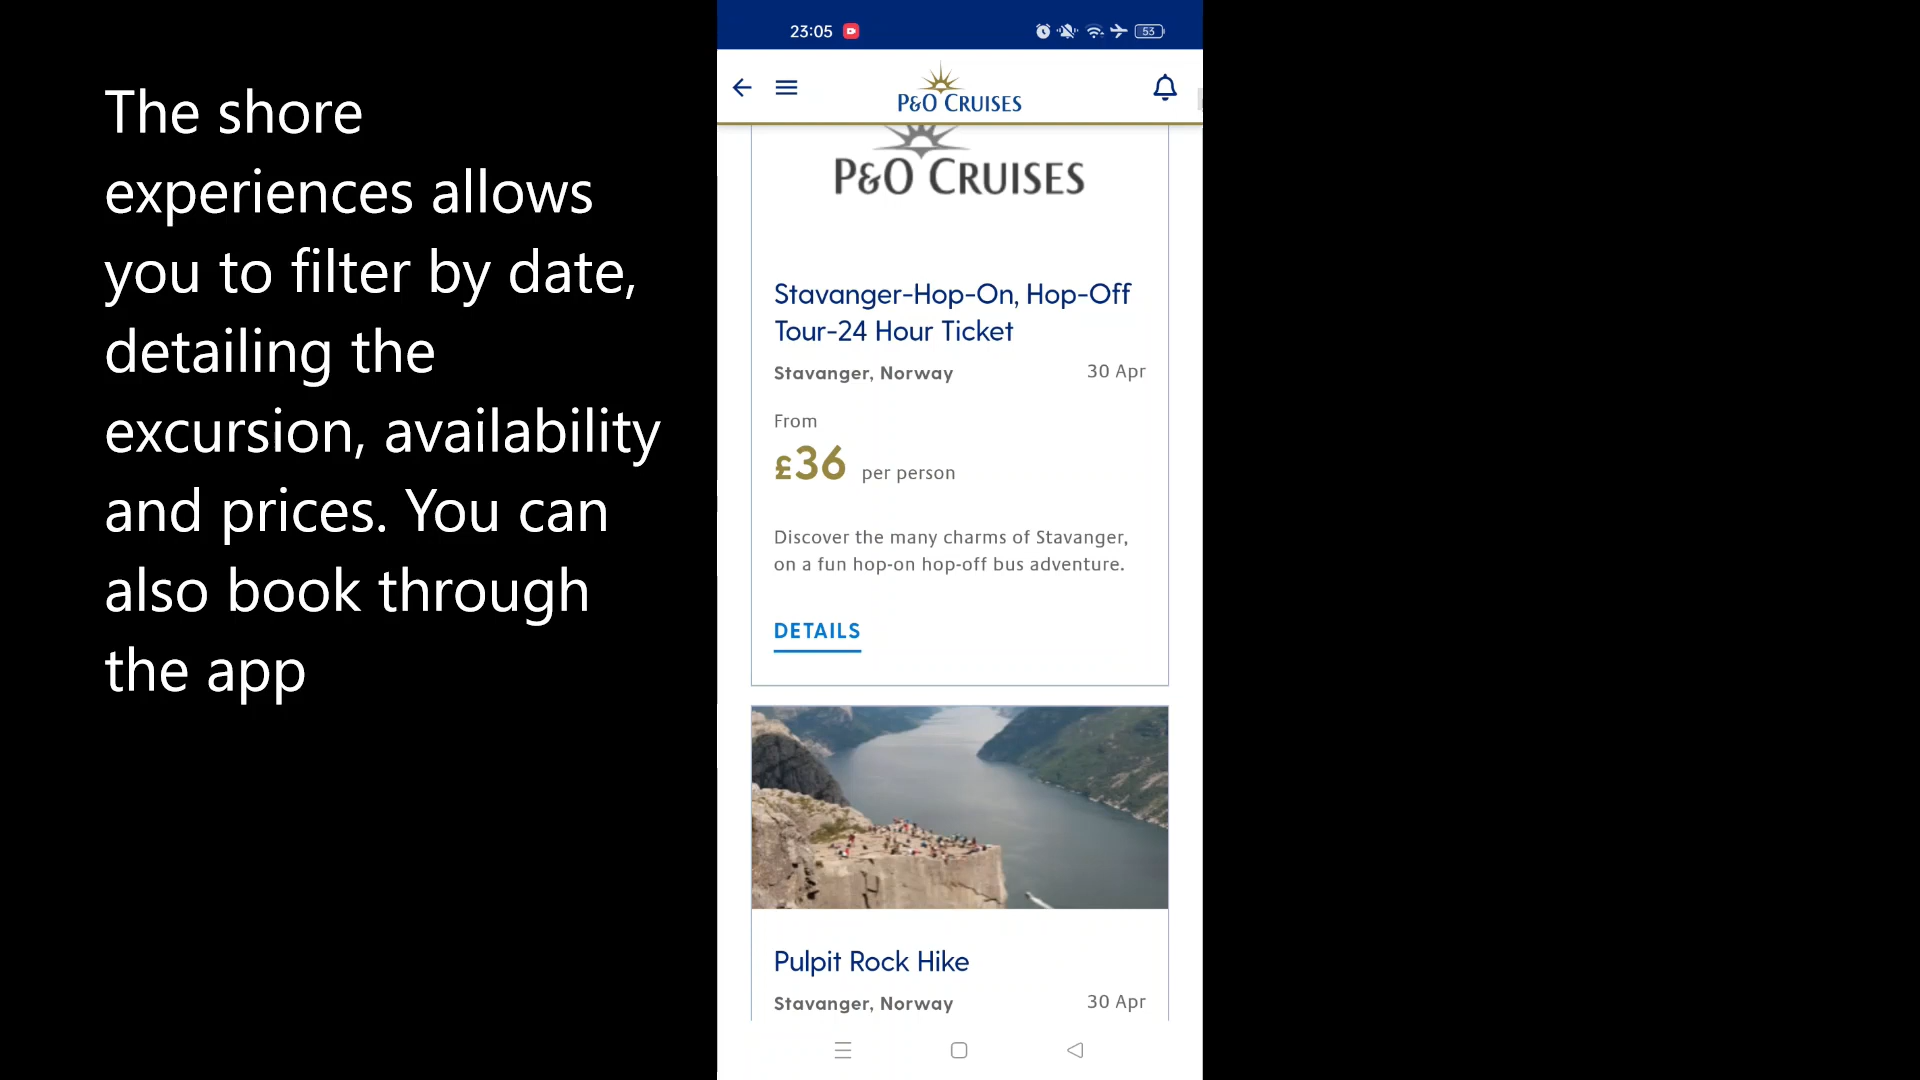 The shore
experiences allows
you to filter by date,
detailing the
excursion, availability
and prices. You can
also book through
the app
23:05
53
P&O CRUISES
P&O CRUISES
Stavanger-Hop-On, Hop-Off
Tour-24 Hour Ticket
Stavanger, Norway 30 Apr
From
£36 per person
Discover the many charms of Stavanger,
on a fun hop-on hop-off bus adventure.
DETAILS
Pulpit Rock Hike
Stavanger, Norway 30 Apr